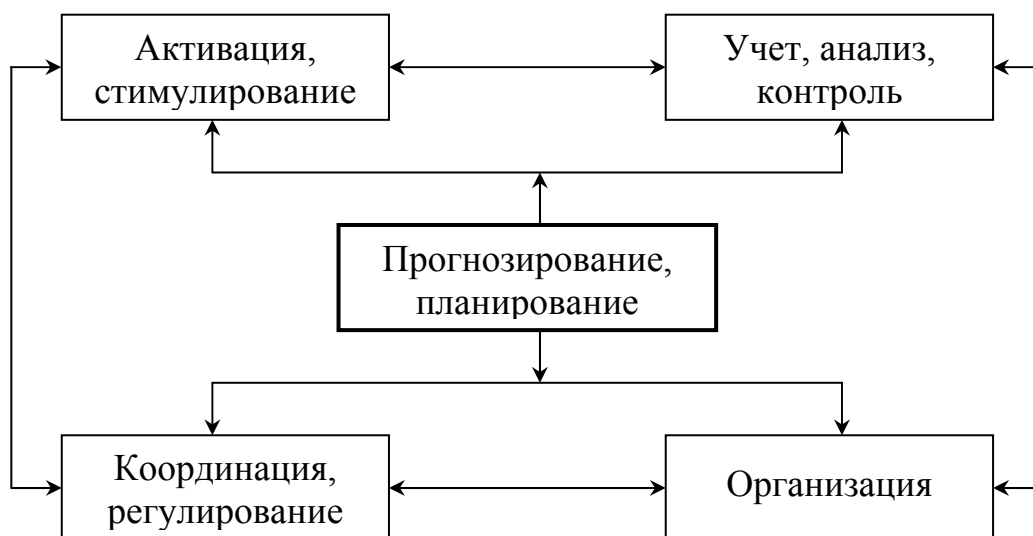 Активация,
стимулирование
Учет, анализ,
контроль
Прогнозирование,
планирование
Координация,
регулирование
Организация